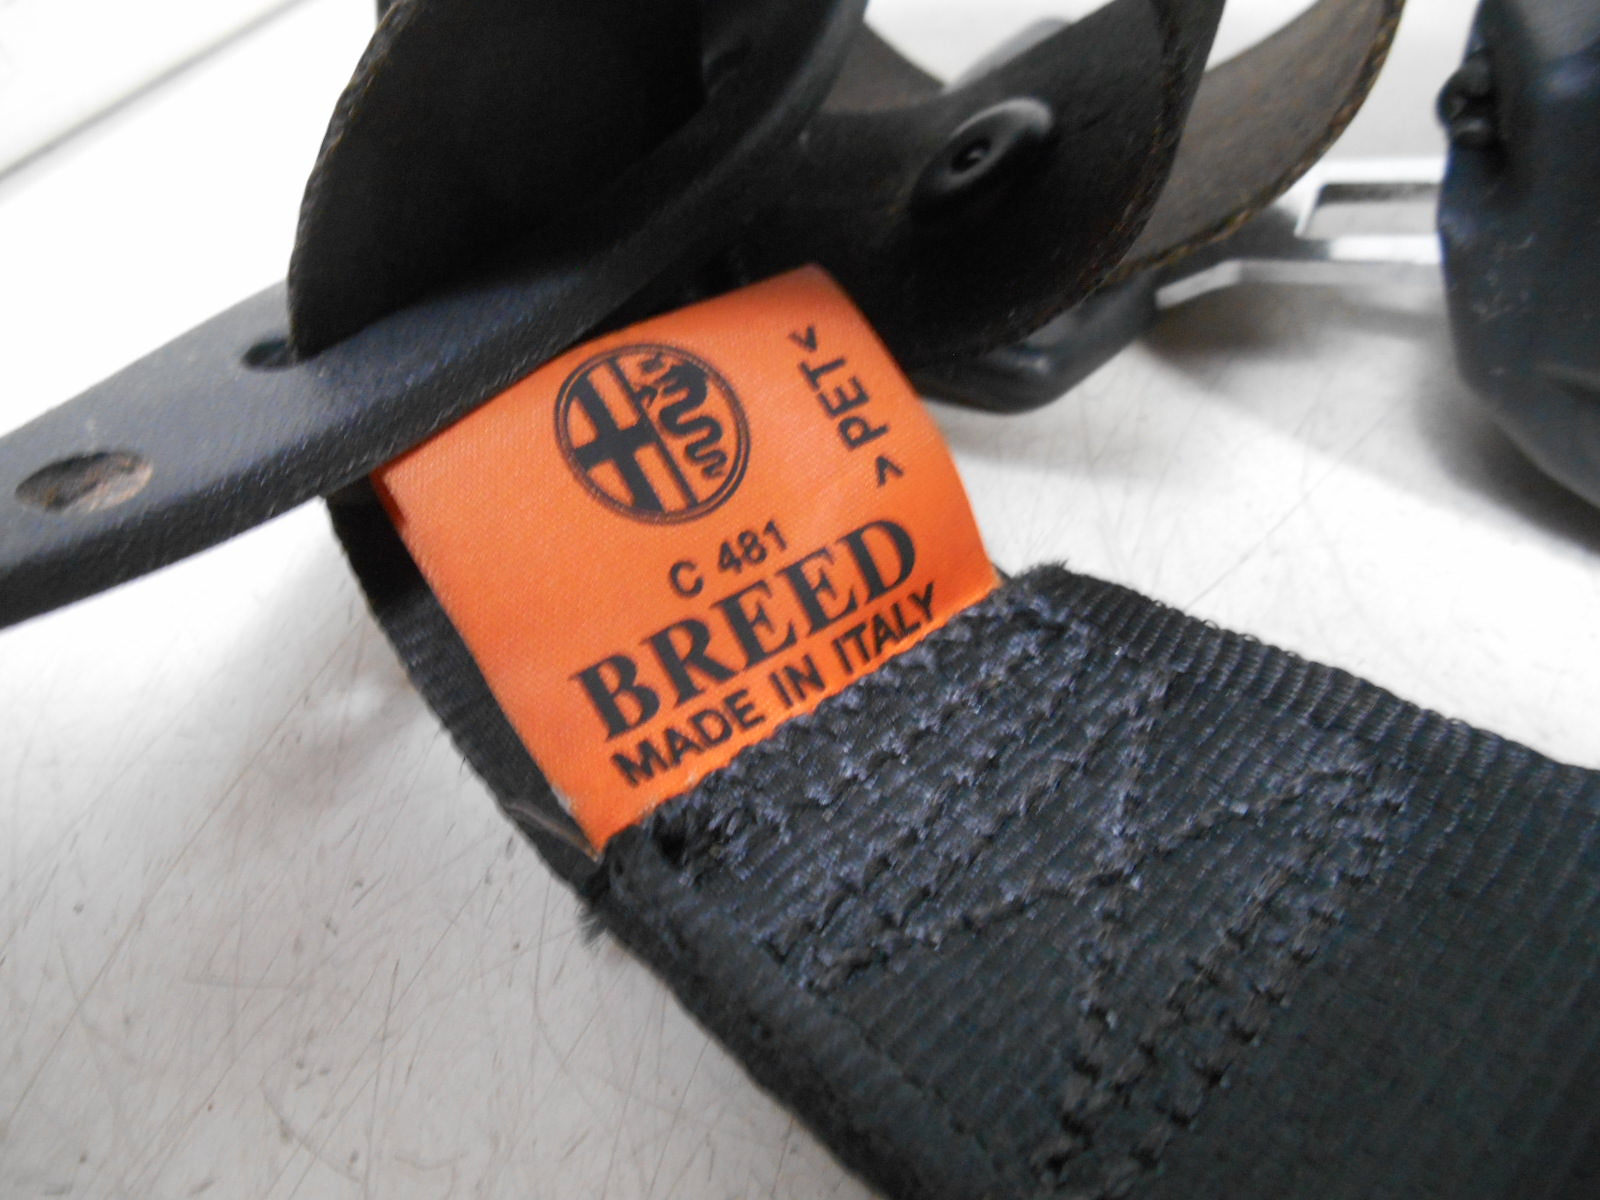 C 481
BREED
MADE IN ITALY
>PET<